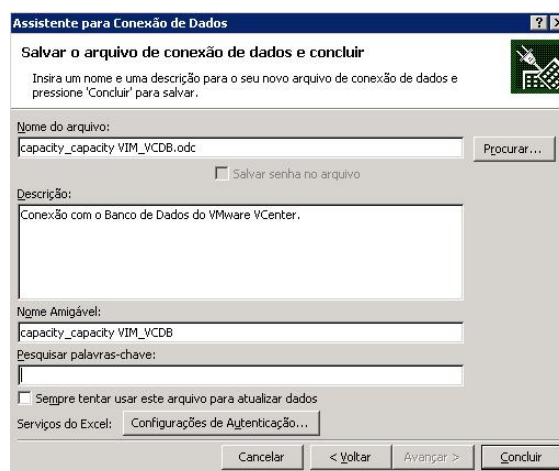 Assistente para Conexão de Dados
Salvar o arquivo de conexão de dados e concluir
Insira um nome e uma descrição para o seu novo arquivo de conexão de dados e
pressione 'Concluir' para salvar.
Nome do arquivo:
capacity_capacity VIM_VCDB.odc
Procurar...
Salvar senha no arquivo
Descrição:
Conexão com o Banco de Dados do VMware VCenter.
Nome Amigável:
capacity_capacity VIM_VCDB
Pesquisar palavras-chave:
Sempre tentar usar este arquivo para atualizar dados
Serviços do Excel: Configurações de Autenticação...
Cancelar < Voltar Avançar > Concluir